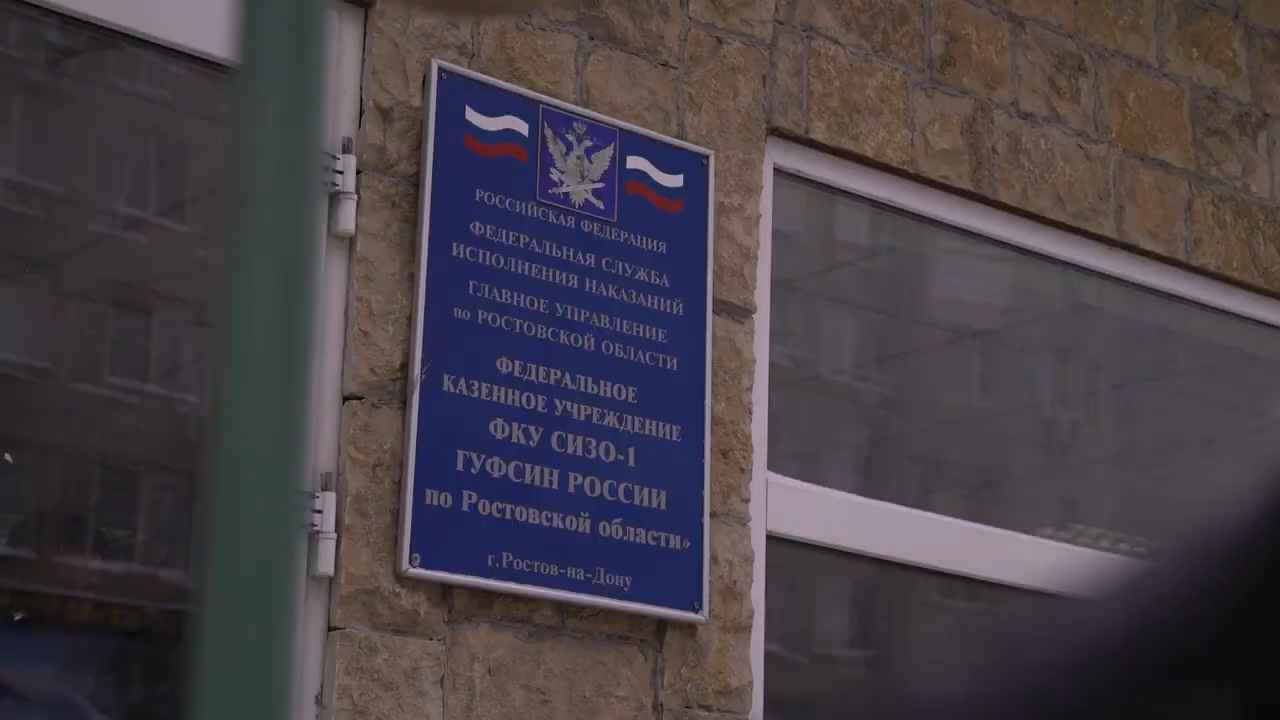 РОССИЙСКАЯ ФЕДЕРАЦИЯ
ФЕДЕРАЛЬНАЯ СЛУЖБА
ИСПОЛНЕНИЯ НАКАЗАНИЙ
ГЛАВНОЕ УПРАВЛЕНИЕ
по РОСТОВСКОЙ ОБЛАСТИ
ФЕДЕРАЛЬНОЕ
КАЗЕННОЕ УЧРЕЖДЕНИЕ
ФКУ СИЗО-1
ГУФСИН РОССИИ
по Ростовской области»
г.Ростов-на-Дону